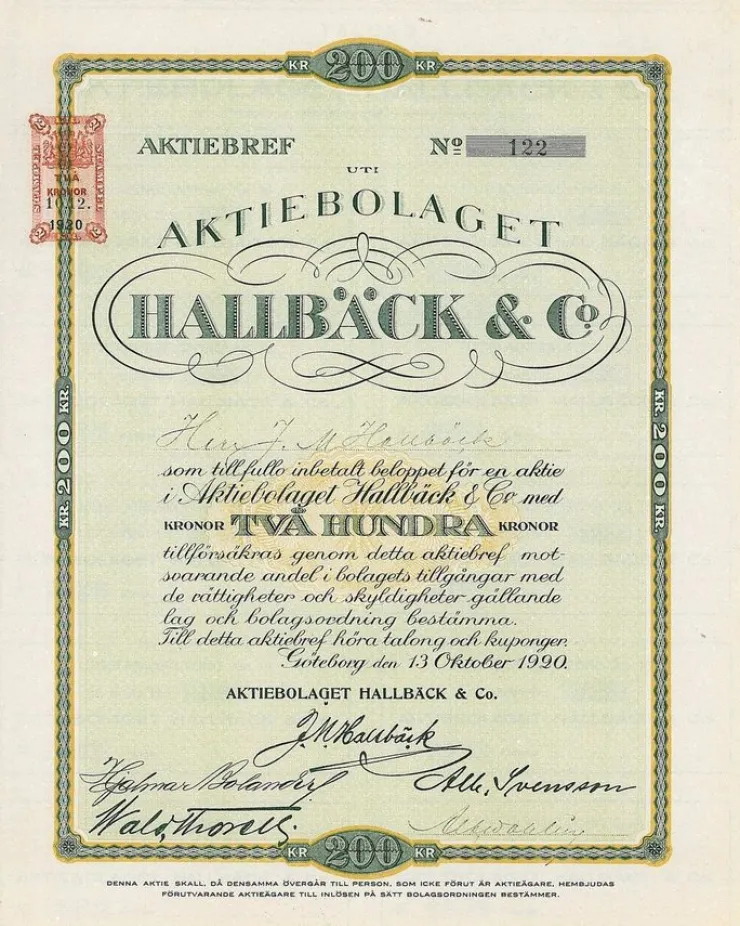 KR 200 KR
AKTIEBREF Nº 122
UTI
AKTIEBOLAGET
HALLBÄCK & Cº
TVÅ
KRONOR
10.12.
1920
KR. 200 KR.
KR. 200 KR.
Herr J. M Hallbäck
som till fullo inbetalt beloppet för en aktie
i Aktiebolaget Hallbäck & Co med
KRONOR TVÅ HUNDRA KRONOR
tillförsäkras genom detta aktiebref mot-
svarande andel i bolagets tillgångar med
de rättigheter och skyldigheter gällande
lag och bolagsordning bestämma.
Till detta aktiebref höra talong och kuponger.
Göteborg den 13 Oktober 1920.
AKTIEBOLAGET HALLBÄCK & Co.
J M Hallbäck
Hjalmar Bolander Alb. Svensson
KR 200 KR
DENNA AKTIE SKALL, DÅ DENSAMMA ÖVERGÅR TILL PERSON, SOM ICKE FÖRUT ÄR AKTIEÄGARE, HEMBJUDAS
FÖRUTVARANDE AKTIEÄGARE TILL INLÖSEN PÅ SÄTT BOLAGSORDNINGEN BESTÄMMER.